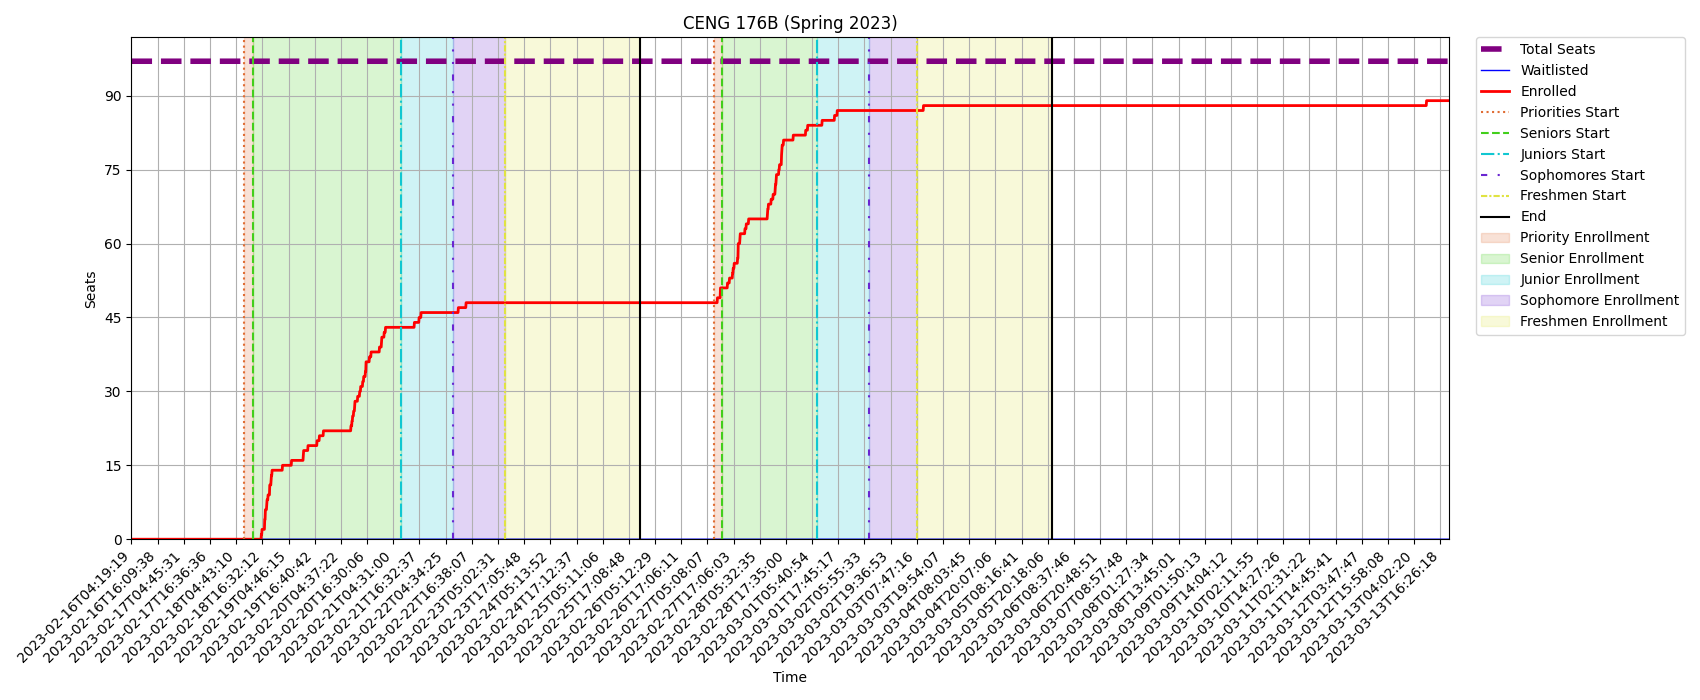 CENG 176B (Spring 2023)
Seats
90
75
60
45
30
15
0
2023-02-16T04:19:19
2023-02-16T16:09:38
2023-02-17T04:45:31
2023-02-17T16:36:36
2023-02-18T04:43:10
2023-02-18T16:32:12
2023-02-19T04:46:15
2023-02-19T16:40:42
2023-02-20T04:37:22
2023-02-20T16:30:06
2023-02-21T04:31:00
2023-02-21T16:32:37
2023-02-22T04:34:25
2023-02-22T16:38:07
2023-02-23T05:02:31
2023-02-23T17:05:48
2023-02-24T05:13:52
2023-02-24T17:12:37
2023-02-25T05:11:06
2023-02-25T17:08:48
2023-02-26T05:12:29
2023-02-26T17:06:11
2023-02-27T05:08:07
2023-02-27T17:06:03
2023-02-28T05:32:35
2023-02-28T17:35:00
2023-03-01T05:40:54
2023-03-01T17:45:17
2023-03-02T05:55:33
2023-03-02T19:36:53
2023-03-03T07:47:16
2023-03-03T19:54:07
2023-03-04T08:03:45
2023-03-04T20:07:06
2023-03-05T08:16:41
2023-03-05T20:18:06
2023-03-06T08:37:46
2023-03-06T20:48:51
2023-03-07T08:57:48
2023-03-08T01:27:34
2023-03-08T13:45:01
2023-03-09T01:50:13
2023-03-09T14:04:12
2023-03-10T02:11:55
2023-03-10T14:27:26
2023-03-11T02:31:22
2023-03-11T14:45:41
2023-03-12T03:47:47
2023-03-12T15:58:08
2023-03-13T04:02:20
2023-03-13T16:26:18
Time
Total Seats
Waitlisted
Enrolled
Priorities Start
Seniors Start
Juniors Start
Sophomores Start
Freshmen Start
End
Priority Enrollment
Senior Enrollment
Junior Enrollment
Sophomore Enrollment
Freshmen Enrollment